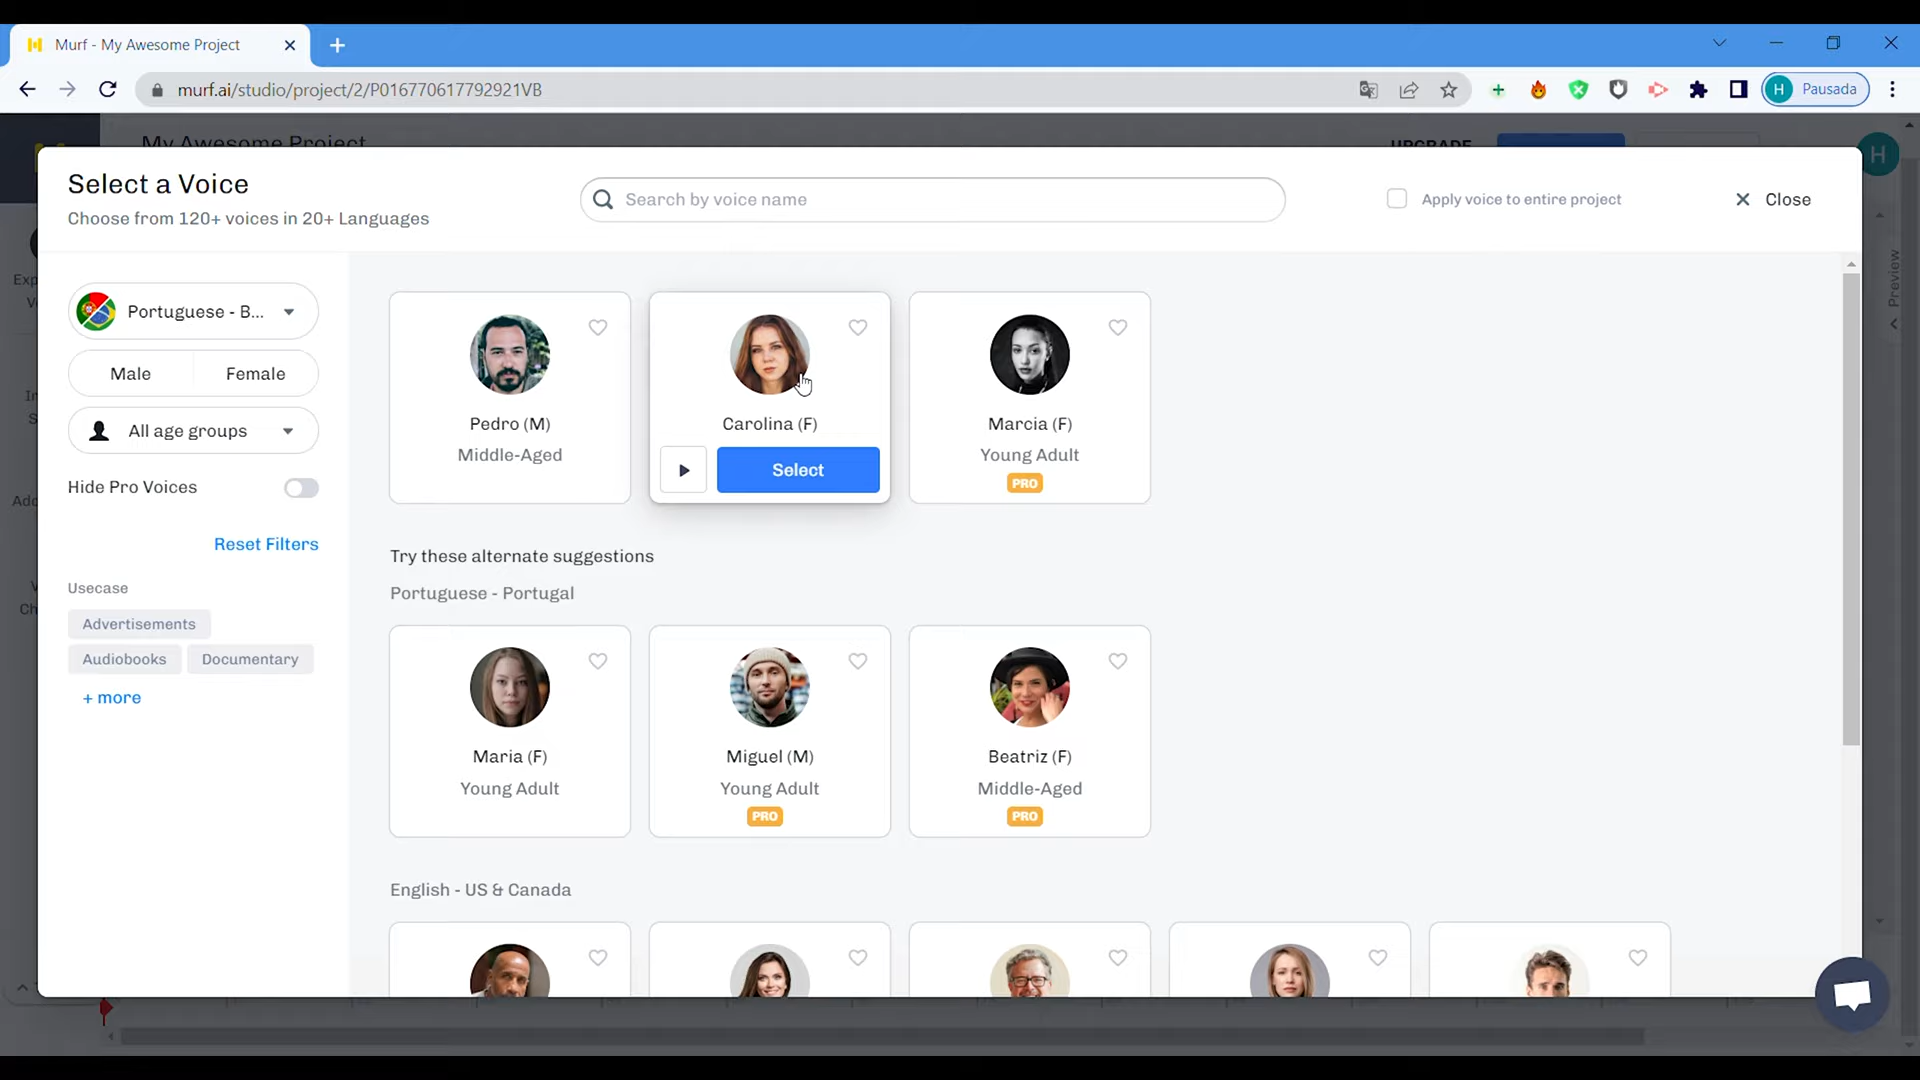 Murf - My Awesome Project
murf.ai/studio/project/2/P016770617792921VB
H Pausada
My Awesome Project
UPGRADE
H
Select a Voice
Choose from 120+ voices in 20+ Languages
Search by voice name
Apply voice to entire project
Close
Portuguese - B...
Male
Female
All age groups
Hide Pro Voices
Reset Filters
Usecase
Advertisements
Audiobooks
Documentary
+ more
Pedro (M)
Middle-Aged
Carolina (F)
Select
Marcia (F)
Young Adult
PRO
Try these alternate suggestions
Portuguese - Portugal
Maria (F)
Young Adult
Miguel (M)
Young Adult
PRO
Beatriz (F)
Middle-Aged
PRO
English - US & Canada
Preview